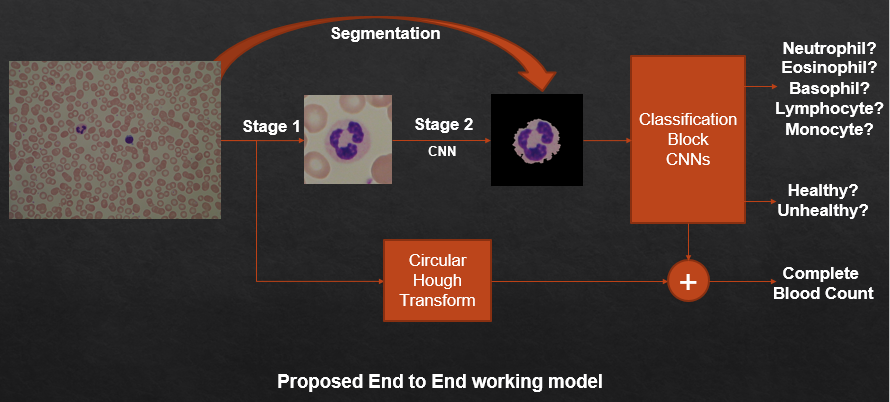 Segmentation
Stage 1
Stage 2
CNN
Classification
Block
CNNs
Neutrophil?
Eosinophil?
Basophil?
Lymphocyte?
Monocyte?
Healthy?
Unhealthy?
Circular
Hough
Transform
+
Complete
Blood Count
Proposed End to End working model